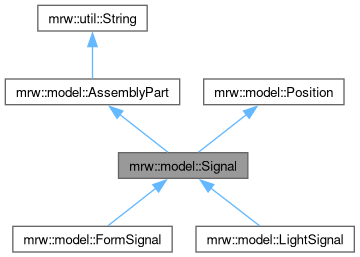 mrw::util::String
mrw::model::AssemblyPart
mrw::model::Position
mrw::model::Signal
mrw::model::FormSignal
mrw::model::LightSignal